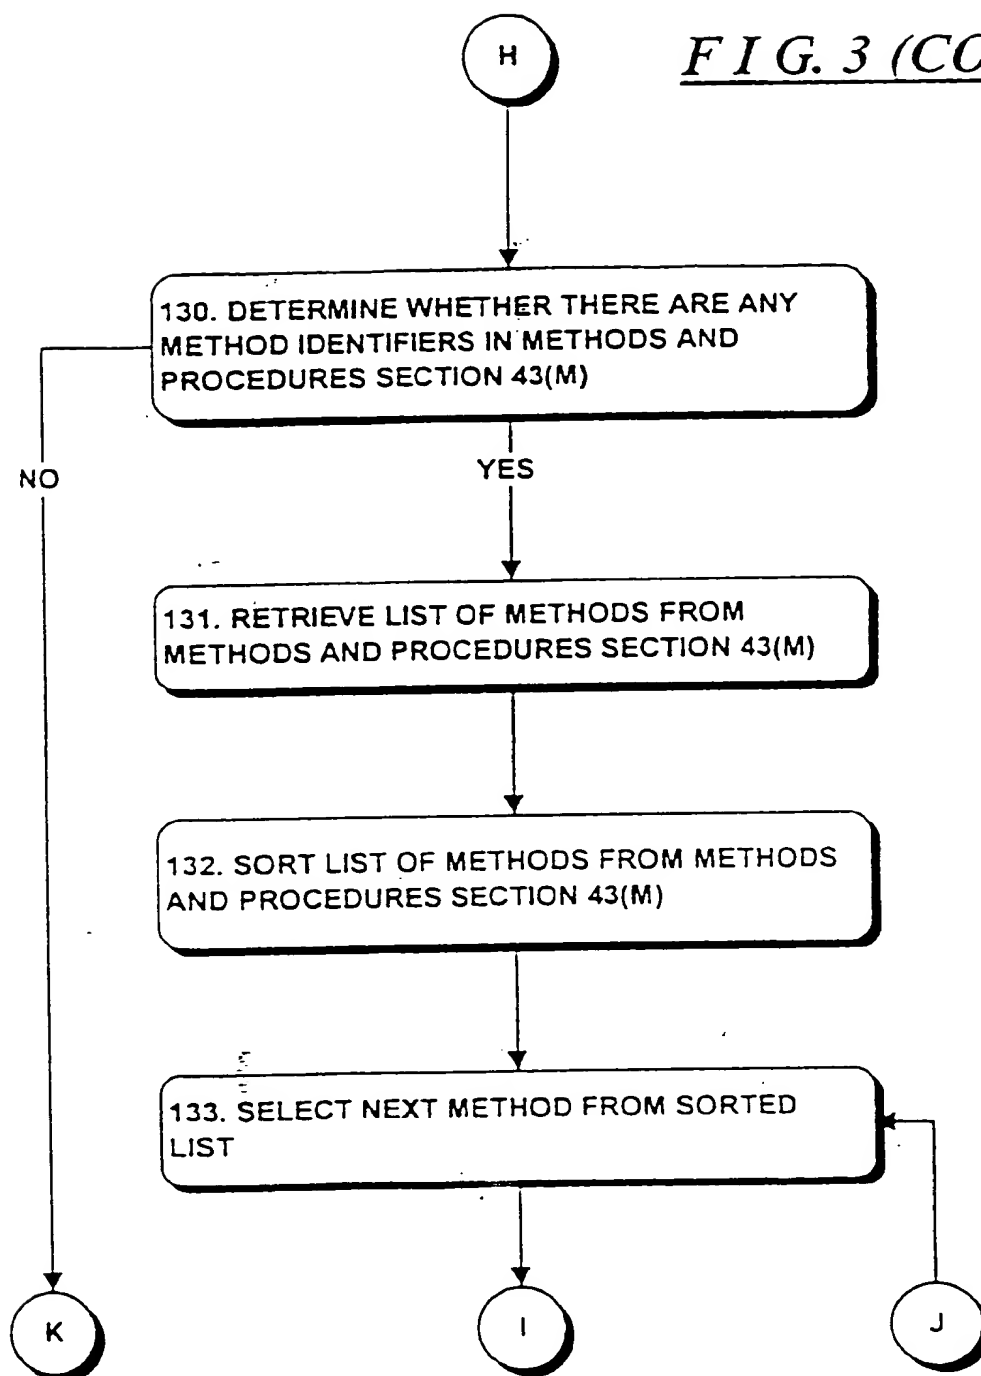 H
FIG. 3 (CO
130. DETERMINE WHETHER THERE ARE ANY
METHOD IDENTIFIERS IN METHODS AND
PROCEDURES SECTION 43(M)
NO
YES
131. RETRIEVE LIST OF METHODS FROM
METHODS AND PROCEDURES SECTION 43(M)
132. SORT LIST OF METHODS FROM METHODS
AND PROCEDURES SECTION 43(M)
133. SELECT NEXT METHOD FROM SORTED
LIST
K
I
J